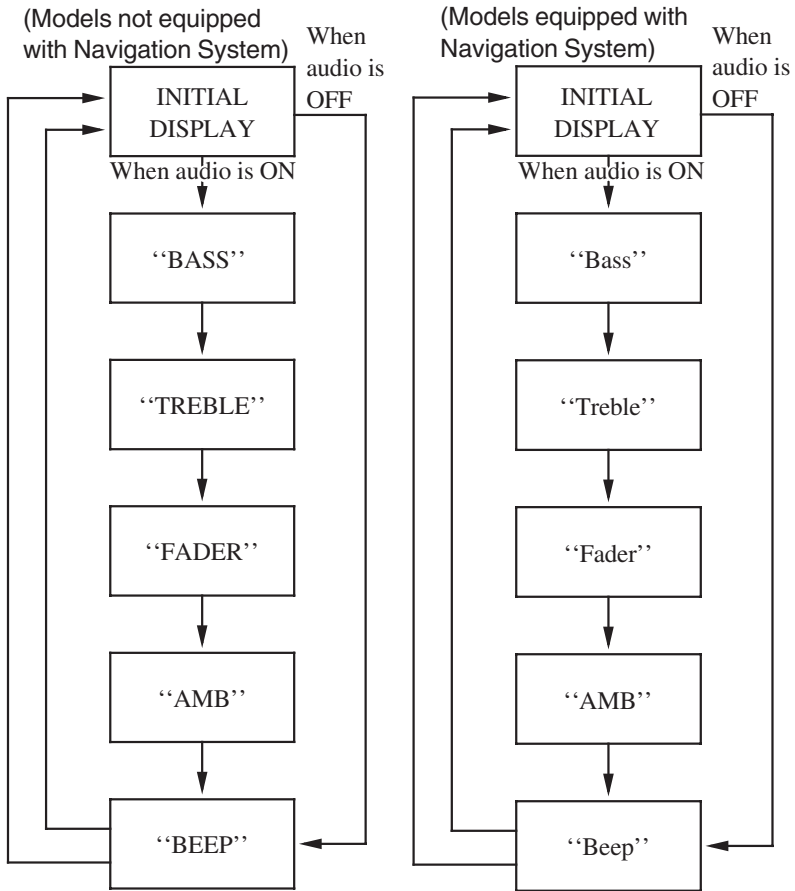 (Models not equipped
with Navigation System)
When
audio is
OFF
INITIAL
DISPLAY
When audio is ON
‘‘BASS’’
‘‘TREBLE’’
‘‘FADER’’
‘‘AMB’’
‘‘BEEP’’
(Models equipped with
Navigation System)
When
audio is
OFF
INITIAL
DISPLAY
When audio is ON
‘‘Bass’’
‘‘Treble’’
‘‘Fader’’
‘‘AMB’’
‘‘Beep’’